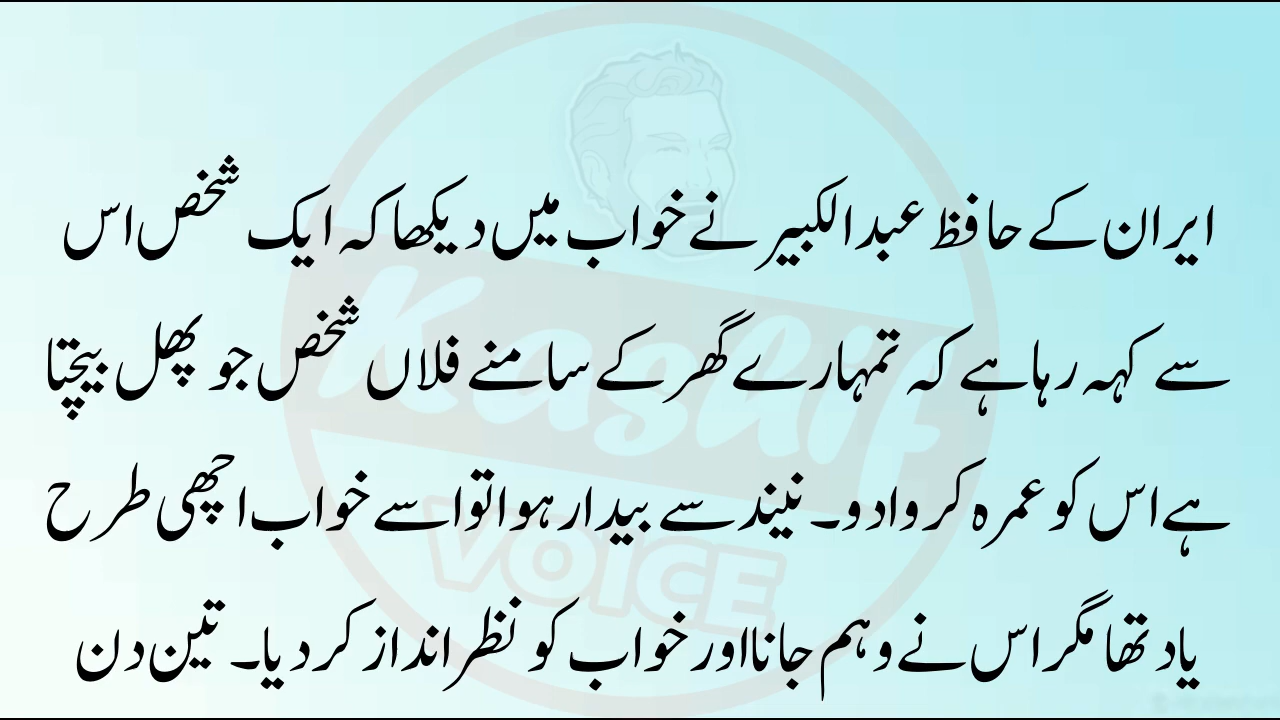 ایران کے حافظ عبدالکبیر نے خواب میں دیکھا کہ ایک شخص اس
سے کہہ رہا ہے کہ تمہارے گھر کے سامنے فلاں شخص جو پھل بیچتا
ہے اس کو عمرہ کروا دو۔ نیند سے بیدار ہوا تو اسے خواب اچھی طرح
یاد تھا مگر اس نے وہم جانا اور خواب کو نظر انداز کر دیا۔ تین دن
Kashif
VOICE